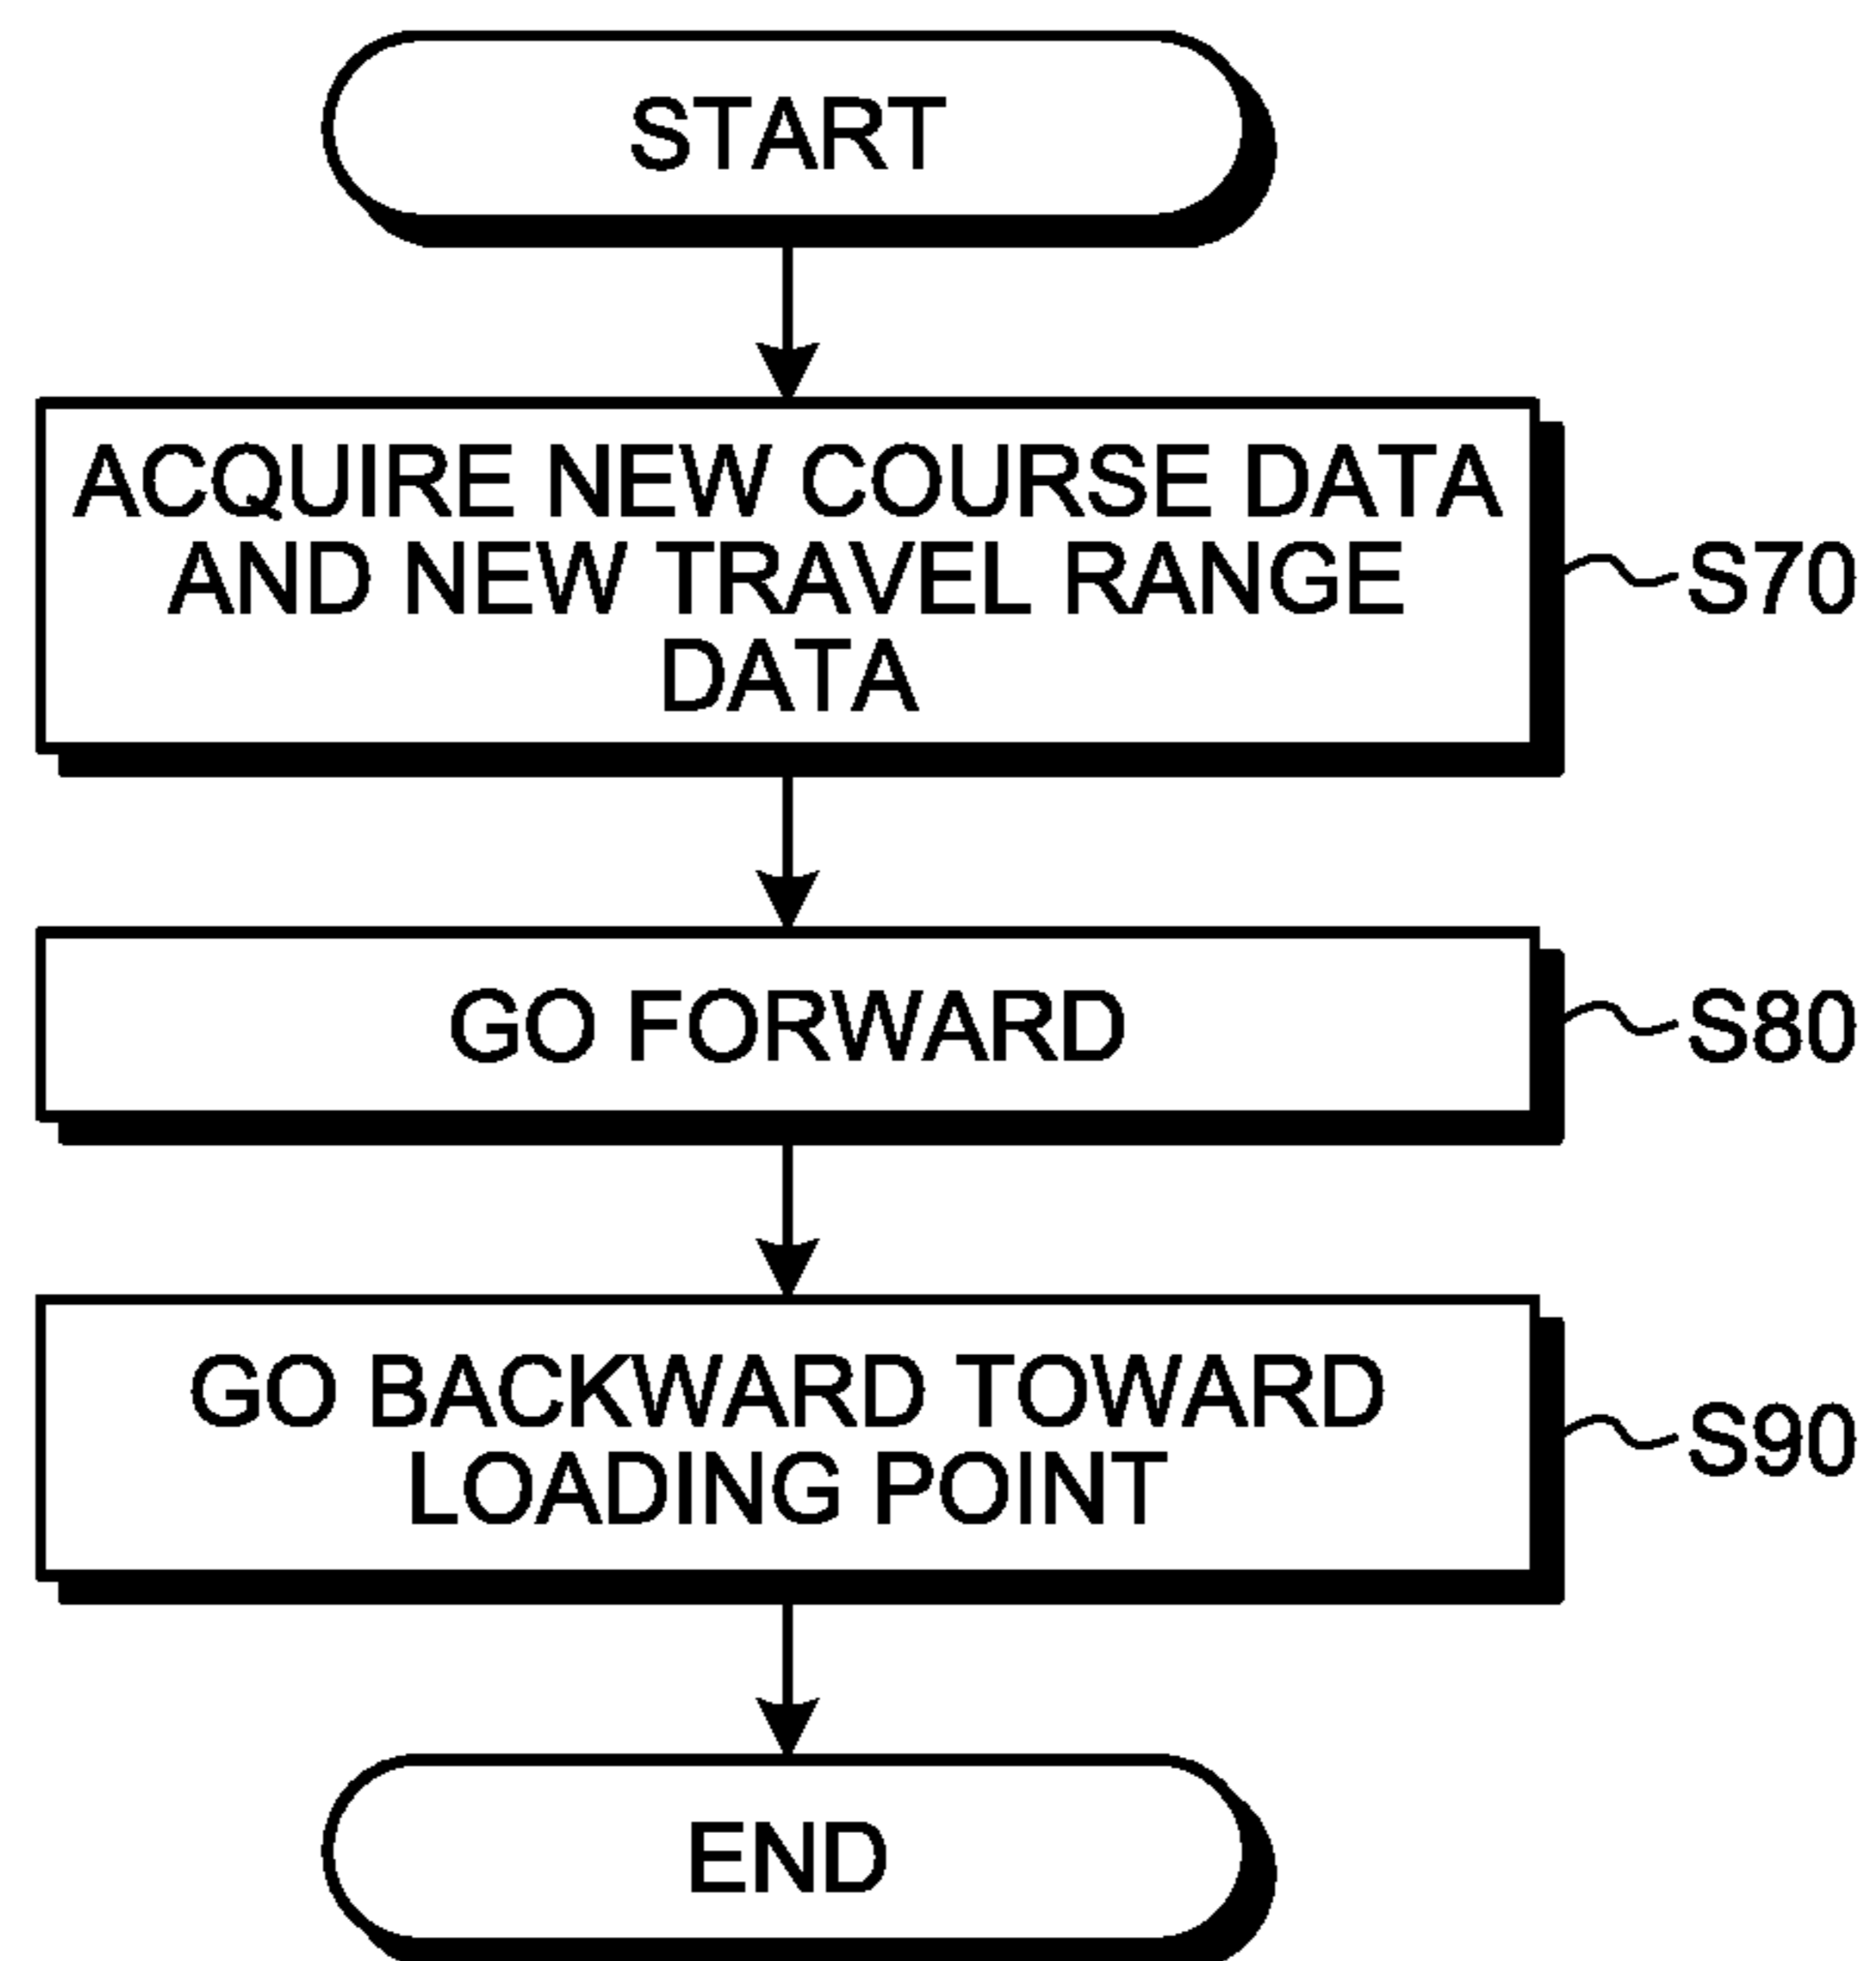 START
ACQUIRE NEW COURSE DATA
AND NEW TRAVEL RANGE
DATA
S70
GO FORWARD
S80
GO BACKWARD TOWARD
LOADING POINT
S90
END